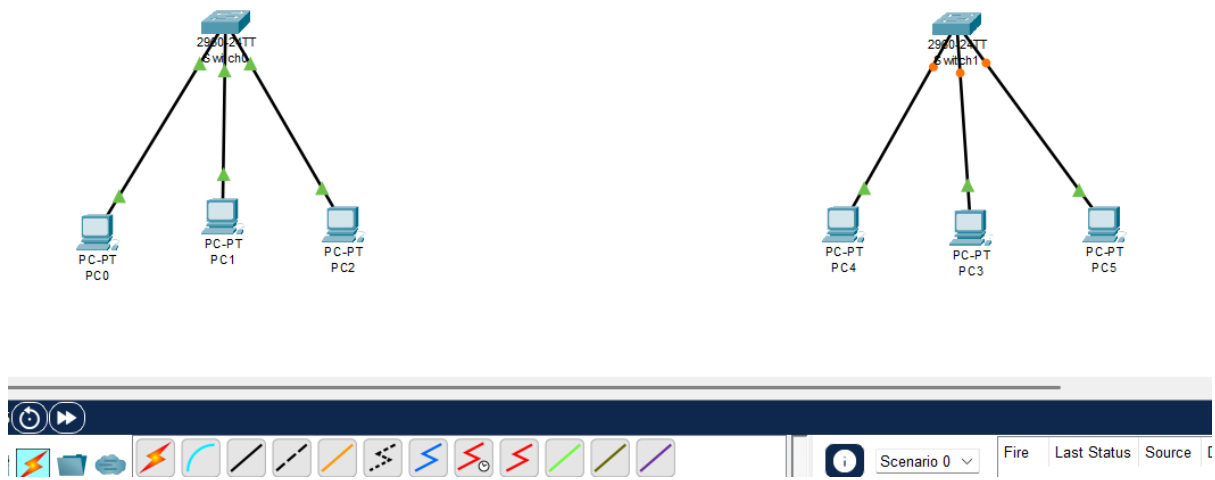 2960-24TT
Switch0
2960-24TT
Switch1
PC-PT
PC0
PC-PT
PC1
PC-PT
PC2
PC-PT
PC4
PC-PT
PC3
PC-PT
PC5
Scenario 0
Fire
Last Status
Source